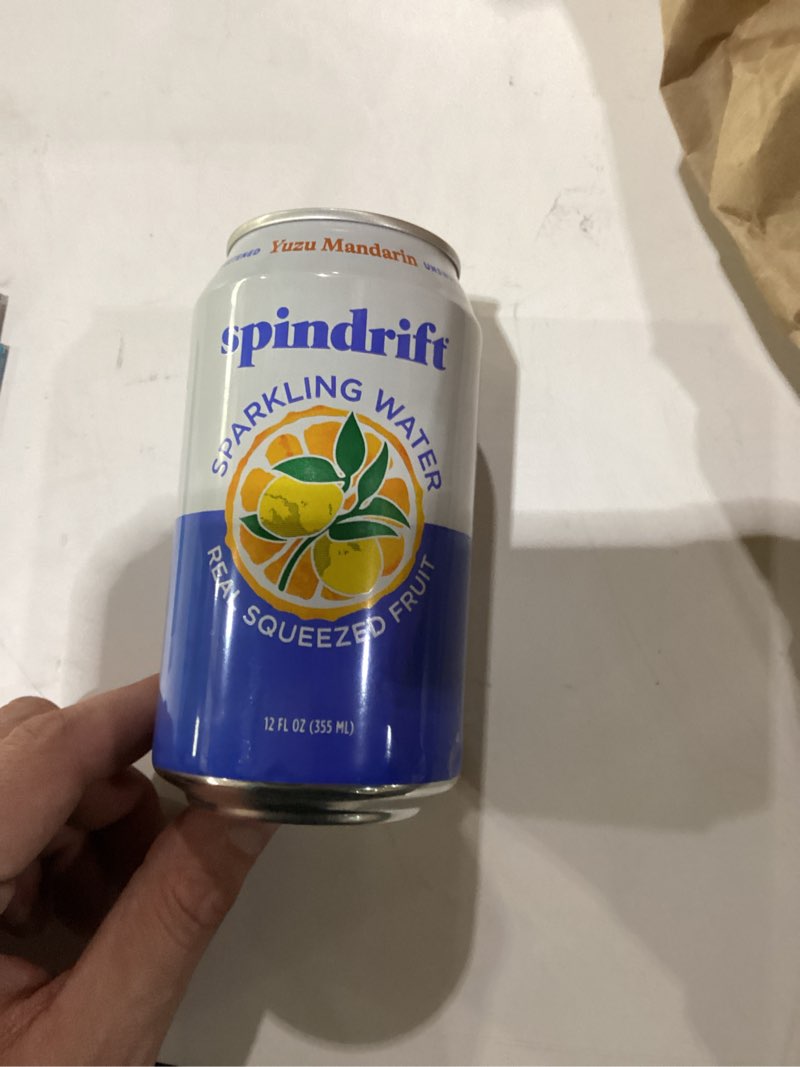 Yuzu Mandarin
spindrift
SPARKLING WATER
REAL SQUEEZED FRUIT
12 FL OZ (355 ML)